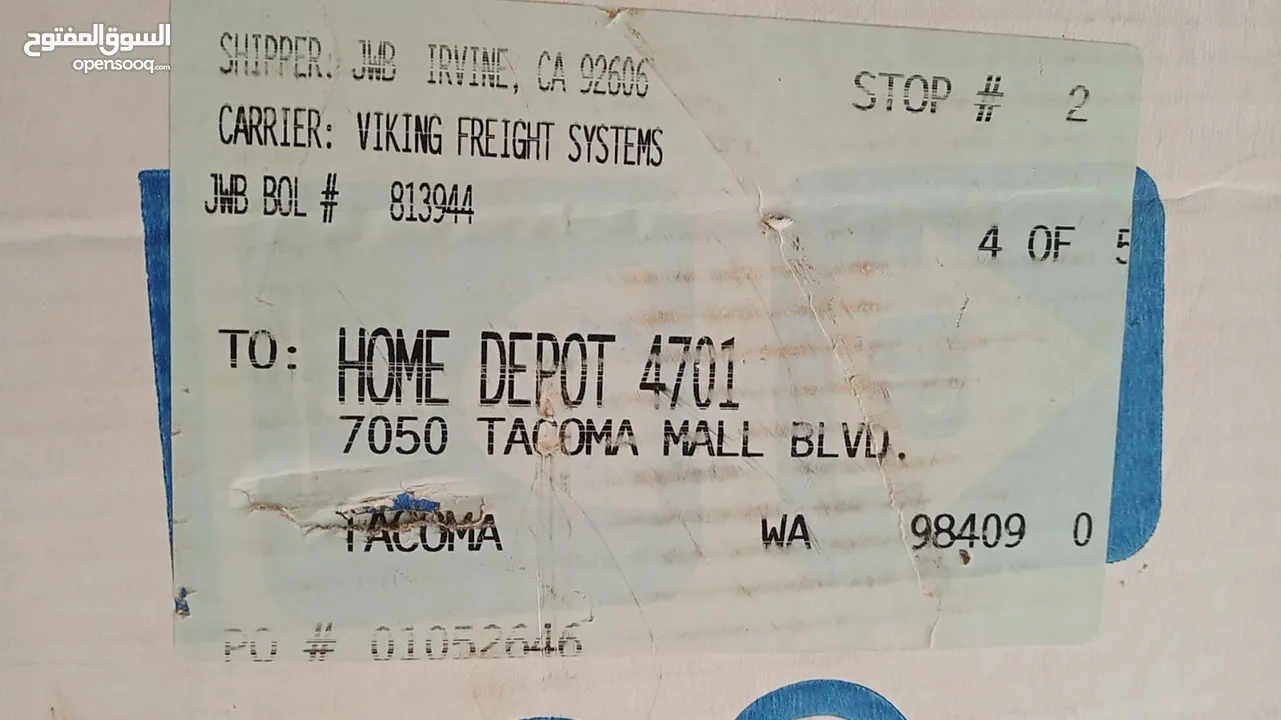 السوق المفتوح
opensooq.com
SHIPPER: JWB IRVINE, CA 92606
STOP # 2
CARRIER: VIKING FREIGHT SYSTEMS
JWB BOL # 813944
4 OF 5
TO: HOME DEPOT 4701
7050 TACOMA MALL BLVD.
TACOMA WA 98409 0
PO # 01052646